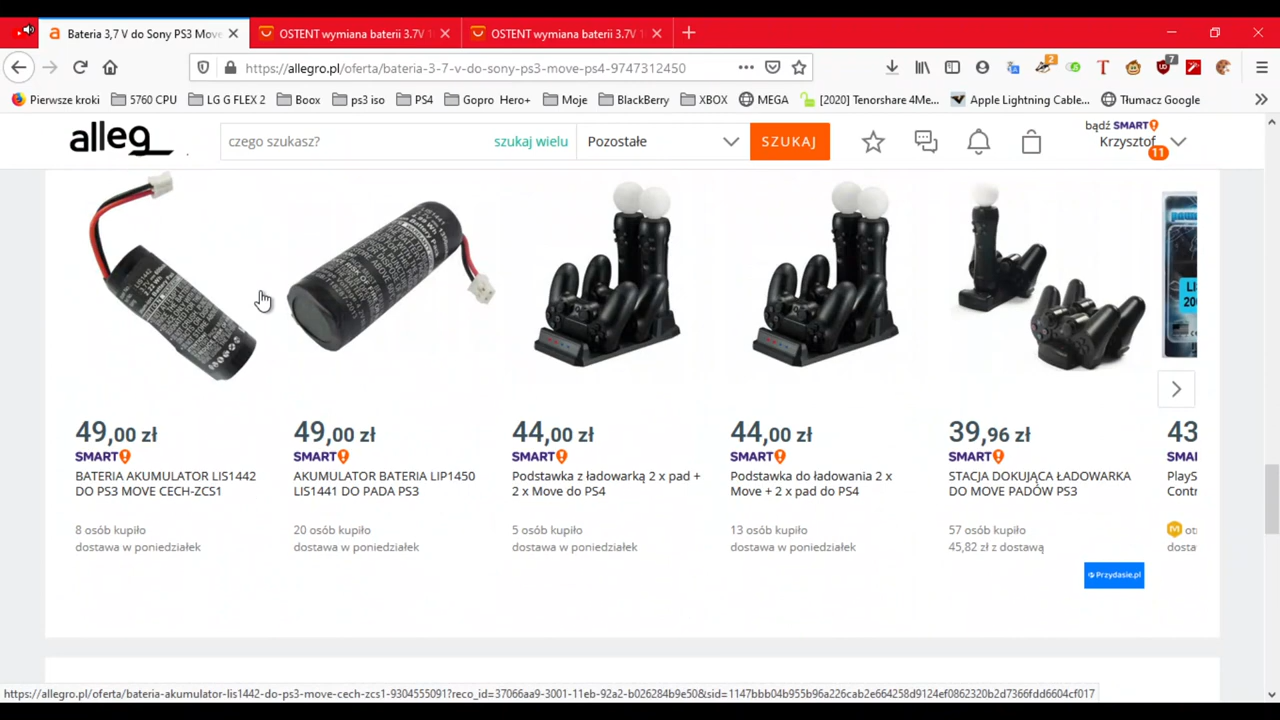 Bateria 3,7 V do Sony PS3 Move
OSTENT wymiana baterii 3.7V
OSTENT wymiana baterii 3.7V
https://allegro.pl/oferta/bateria-3-7-v-do-sony-ps3-move-ps4-9747312450
2
7
Pierwsze kroki
5760 CPU
LG G FLEX 2
Boox
ps3 iso
PS4
Gopro Hero+
Moje
BlackBerry
XBOX
MEGA
[2020] Tenorshare 4Me...
Apple Lightning Cable...
Tłumacz Google
alleg
czego szukasz?
szukaj wielu
Pozostałe
SZUKAJ
bądź SMART!
Krzysztof
11
LIS1442
LIS1441
49,00 zł
SMART!
BATERIA AKUMULATOR LIS1442
DO PS3 MOVE CECH-ZCS1
8 osób kupiło
dostawa w poniedziałek
49,00 zł
SMART!
AKUMULATOR BATERIA LIP1450
LIS1441 DO PADA PS3
20 osób kupiło
dostawa w poniedziałek
44,00 zł
SMART!
Podstawka z ładowarką 2 x pad +
2 x Move do PS4
5 osób kupiło
dostawa w poniedziałek
44,00 zł
SMART!
Podstawka do ładowania 2 x
Move + 2 x pad do PS4
13 osób kupiło
dostawa w poniedziałek
39,96 zł
SMART!
STACJA DOKUJĄCA ŁADOWARKA
DO MOVE PADÓW PS3
57 osób kupiło
45,82 zł z dostawą
Przydasie.pl
43
SMA
PlayS
Contr
ot
dosta
https://allegro.pl/oferta/bateria-akumulator-lis1442-do-ps3-move-cech-zcs1-9304555091?reco_id=37066aa9-3001-11eb-92a2-b026284b9e50&sid=1147bbb04b955b96a226cab2e664258d9124ef0862320b2d7366fdd6604cf017